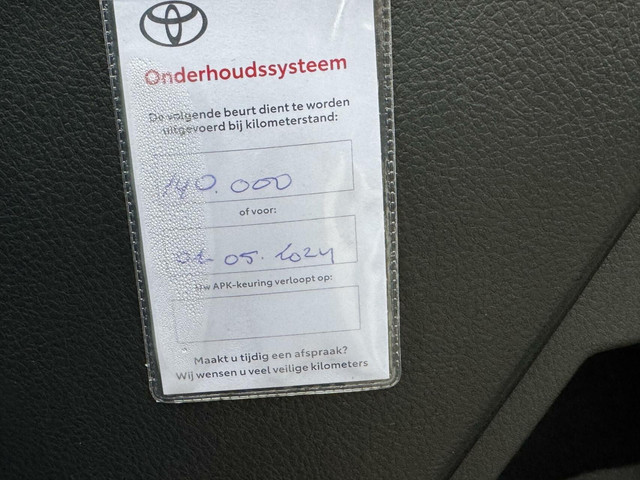 Onderhoudssysteem
De volgende beurt dient te worden
uitgevoerd bij kilometerstand:
140.000
of voor:
01-05.2024
Uw APK-keuring verloopt op:
Maakt u tijdig een afspraak?
Wij wensen u veel veilige kilometers